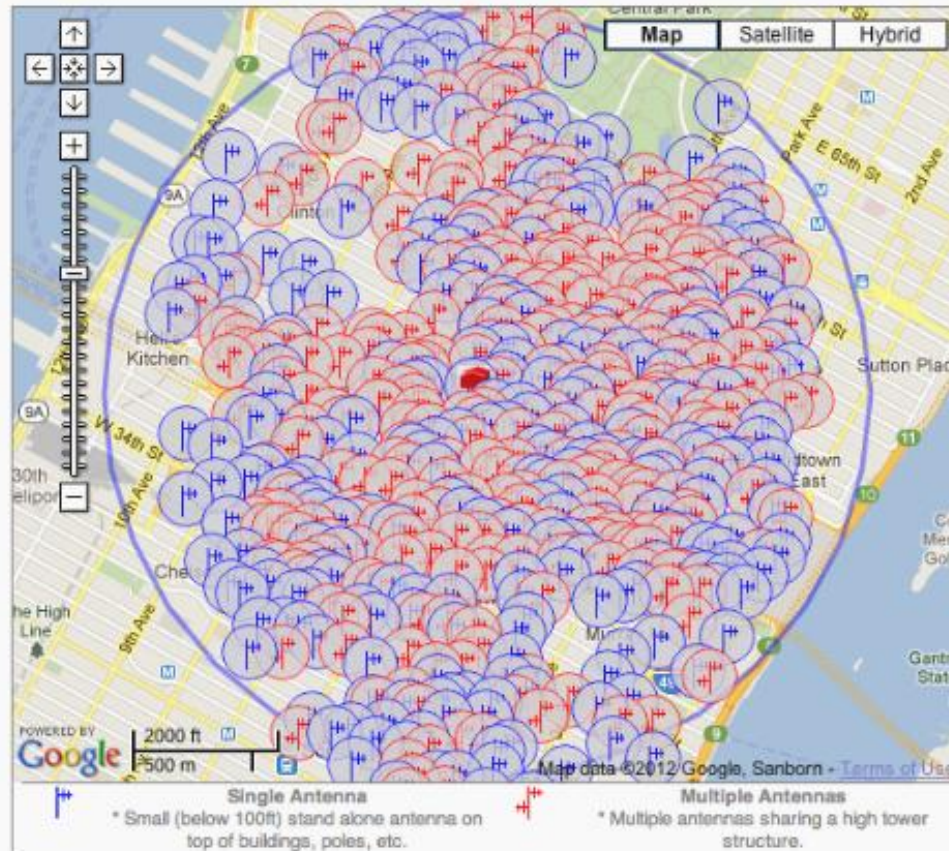 Central Park
Map
Satellite
Hybrid
7
12th Ave
Park Ave
E 65th St
2nd Ave
9A
Clinton
Kitchen
Sutton Plac
9A
W 34th St
11
30th
elipor
10th Ave
10
East
he High
Line
9th Ave
9
POWERED BY
Google
2000 ft
500 m
Map data ©2012 Google, Sanborn - Terms of Use
Single Antenna
* Small (below 100ft) stand alone antenna on
top of buildings, poles, etc.
Multiple Antennas
* Multiple antennas sharing a high tower
structure.